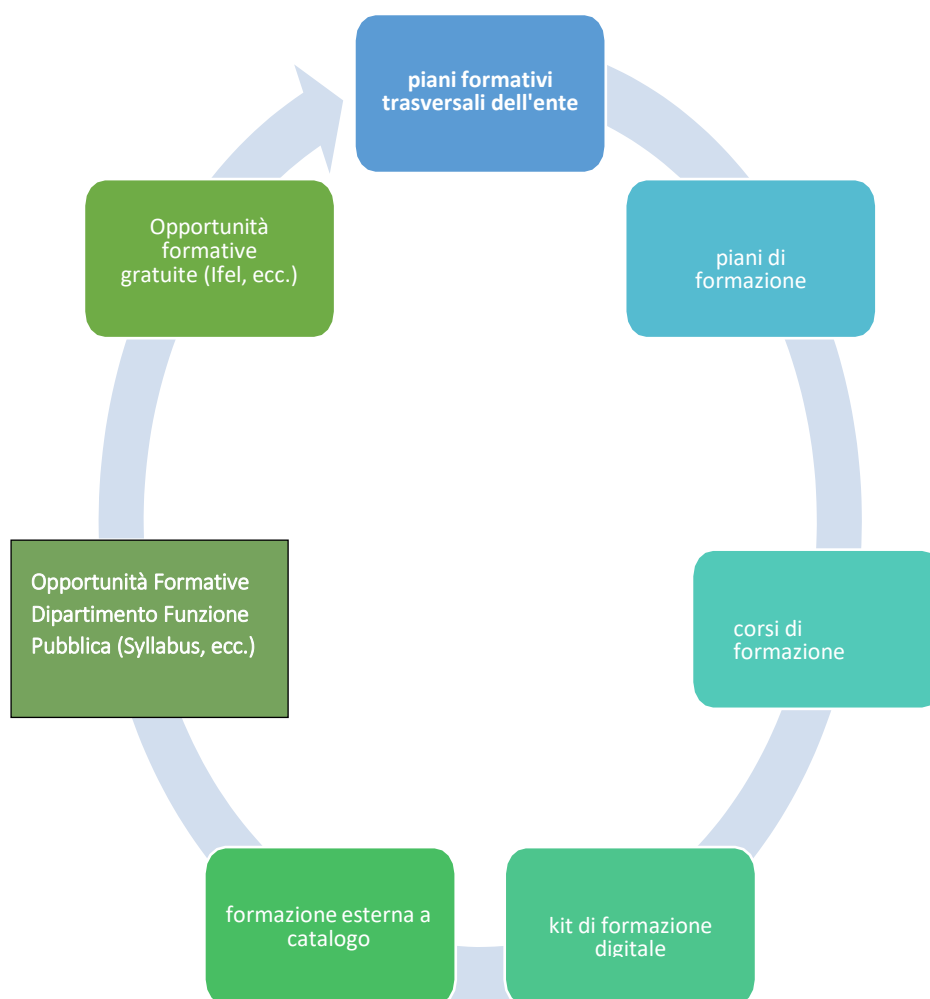 piani formativi
trasversali dell'ente
piani di
formazione
corsi di
formazione
kit di formazione
digitale
formazione esterna a
catalogo
Opportunità Formative
Dipartimento Funzione
Pubblica (Syllabus, ecc.)
Opportunità
formative
gratuite (Ifel, ecc.)